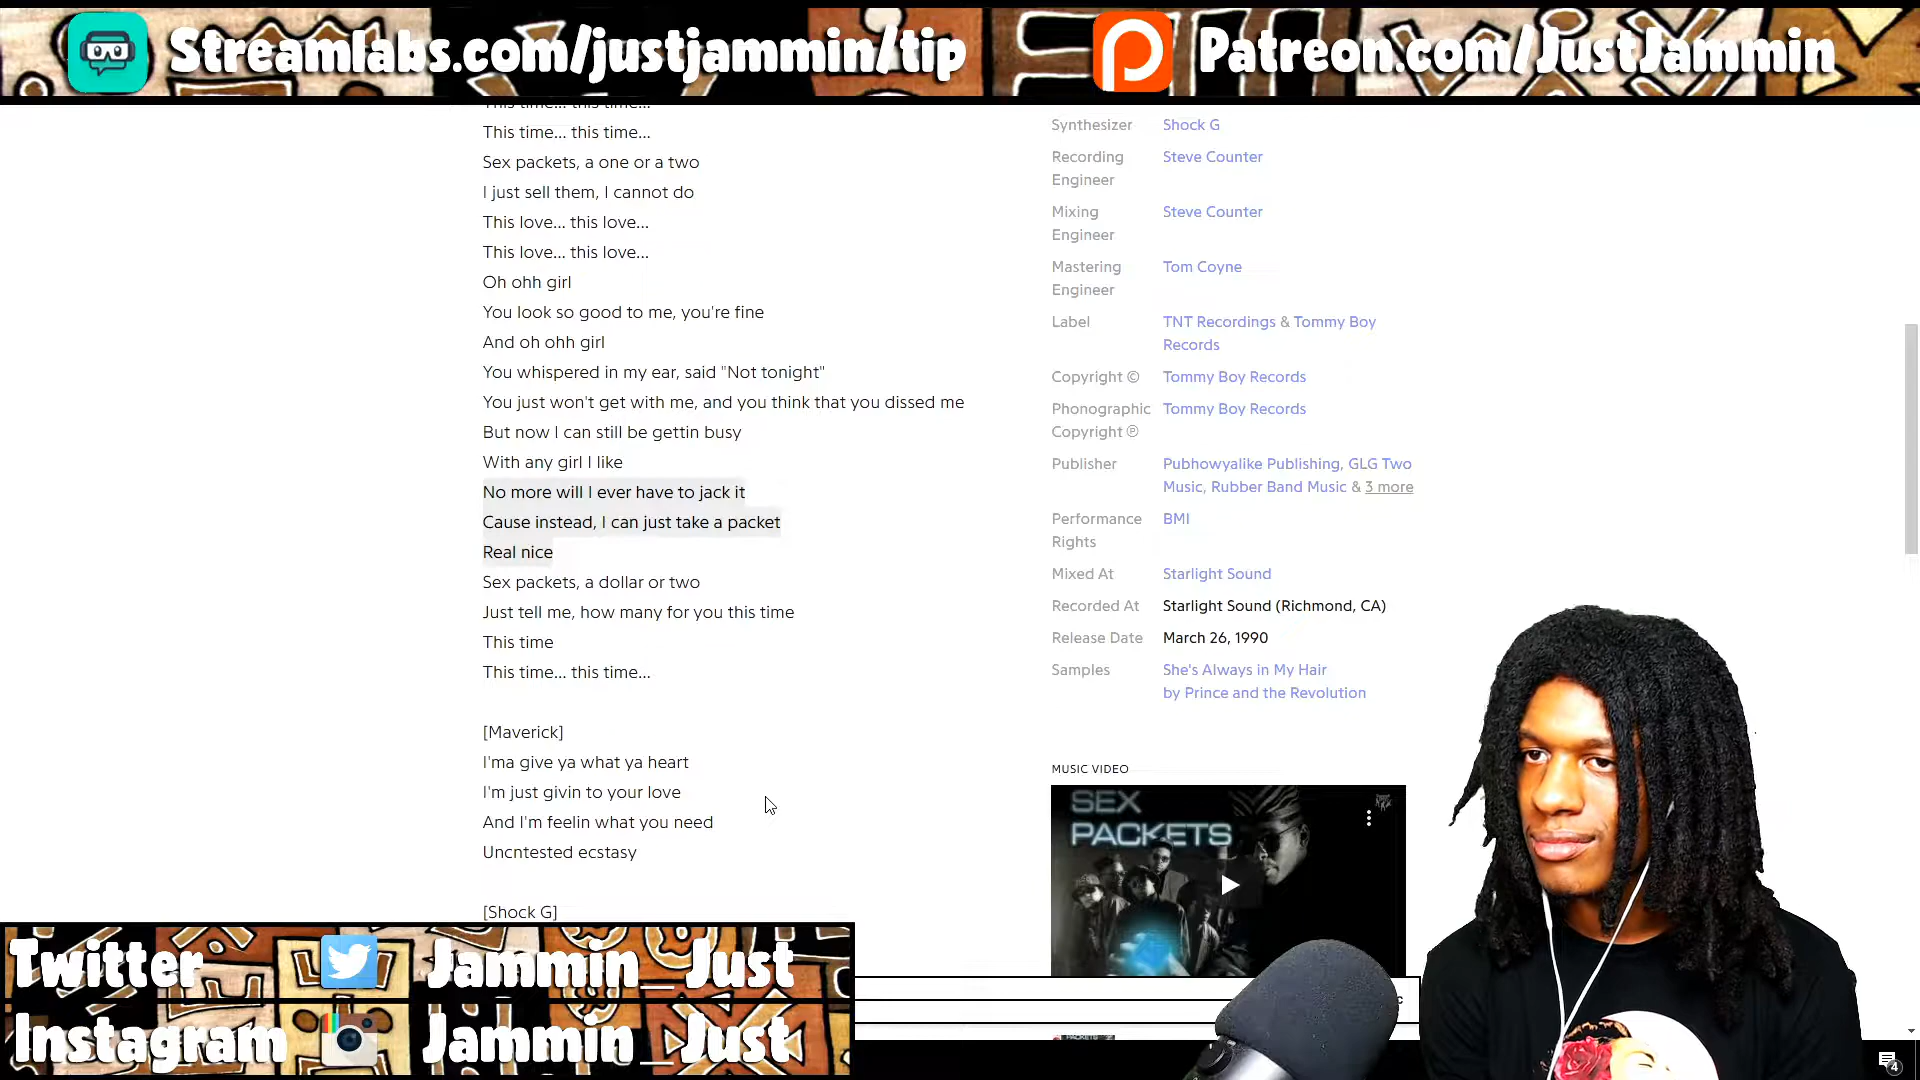 Streamlabs.com/justjammin/tip
Patreon.com/JustJammin
This time... this time...
This time... this time...
Sex packets, a one or a two
I just sell them, I cannot do
This love... this love...
This love... this love...
Oh ohh girl
You look so good to me, you're fine
And oh ohh girl
You whispered in my ear, said "Not tonight"
You just won't get with me, and you think that you dissed me
But now I can still be gettin busy
With any girl I like
No more will I ever have to jack it
Cause instead, I can just take a packet
Real nice
Sex packets, a dollar or two
Just tell me, how many for you this time
This time
This time... this time...
[Maverick]
I'ma give ya what ya heart
I'm just givin to your love
And I'm feelin what you need
Uncntested ecstasy
[Shock G]
Synthesizer Shock G
Recording Engineer Steve Counter
Mixing Engineer Steve Counter
Mastering Engineer Tom Coyne
Label TNT Recordings & Tommy Boy
Records
Copyright © Tommy Boy Records
Phonographic Copyright ℗ Tommy Boy Records
Publisher Pubhowyalike Publishing, GLG Two
Music, Rubber Band Music & 3 more
Performance Rights BMI
Mixed At Starlight Sound
Recorded At Starlight Sound (Richmond, CA)
Release Date March 26, 1990
Samples She's Always in My Hair
by Prince and the Revolution
MUSIC VIDEO
SEX
PACKETS
Twitter Jammin_Just
Instagram Jammin_Just
4